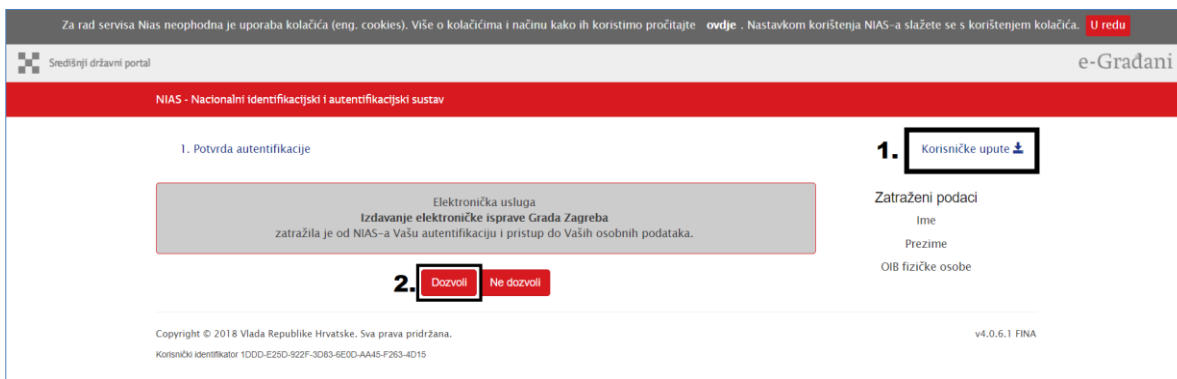 Za rad servisa Nias neophodna je uporaba kolačića (eng. cookies). Više o kolačićima i načinu kako ih koristimo pročitajte ovdje . Nastavkom korištenja NIAS-a slažete se s korištenjem kolačića. U redu
Središnji državni portal
e-Građani
NIAS - Nacionalni identifikacijski i autentifikacijski sustav
1. Potvrda autentifikacije
1. Korisničke upute
Elektronička usluga
Izdavanje elektroničke isprave Grada Zagreba
zatražila je od NIAS-a Vašu autentifikaciju i pristup do Vaših osobnih podataka.
Zatraženi podaci
Ime
Prezime
OIB fizičke osobe
2. Dozvoli Ne dozvoli
Copyright © 2018 Vlada Republike Hrvatske. Sva prava pridržana.
v4.0.6.1 FINA
Korisnički identifikator 1DDD-E25D-922F-3D83-6E0D-AA45-F263-4D15